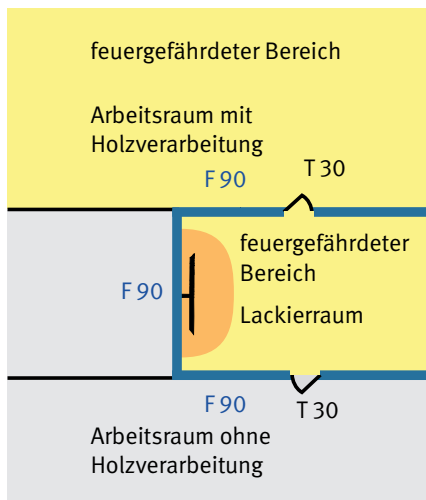 feuergefährdeter Bereich
Arbeitsraum mit
Holzverarbeitung
F 90
T 30
feuergefährdeter
Bereich
F 90
Lackierraum
F 90
T 30
Arbeitsraum ohne
Holzverarbeitung